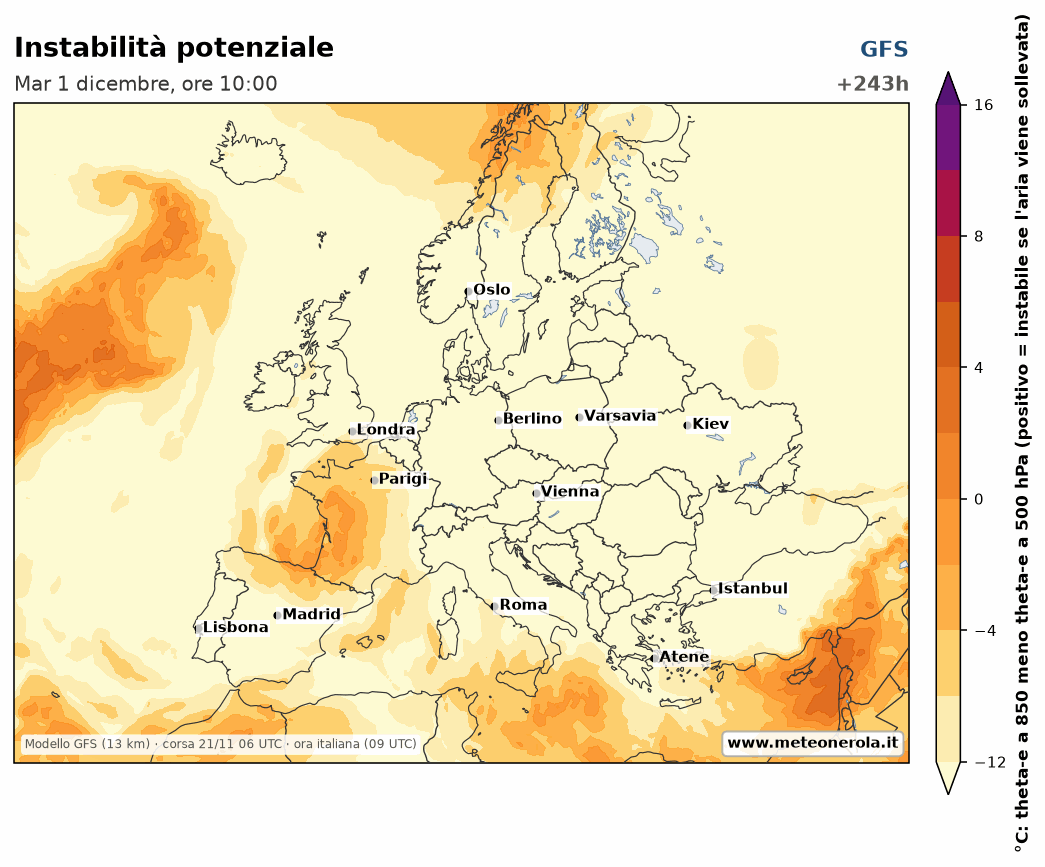 Instabilità potenziale
GFS
Mar 1 dicembre, ore 10:00
+243h
Oslo
Berlino
Varsavia
Kiev
Londra
Parigi
Vienna
Istanbul
Roma
Madrid
Lisbona
Atene
Modello GFS (13 km) · corsa 21/11 06 UTC · ora italiana (09 UTC)
www.meteonerola.it
16
8
4
0
−4
−12
°C: theta-e a 850 meno theta-e a 500 hPa (positivo = instabile se l'aria viene sollevata)